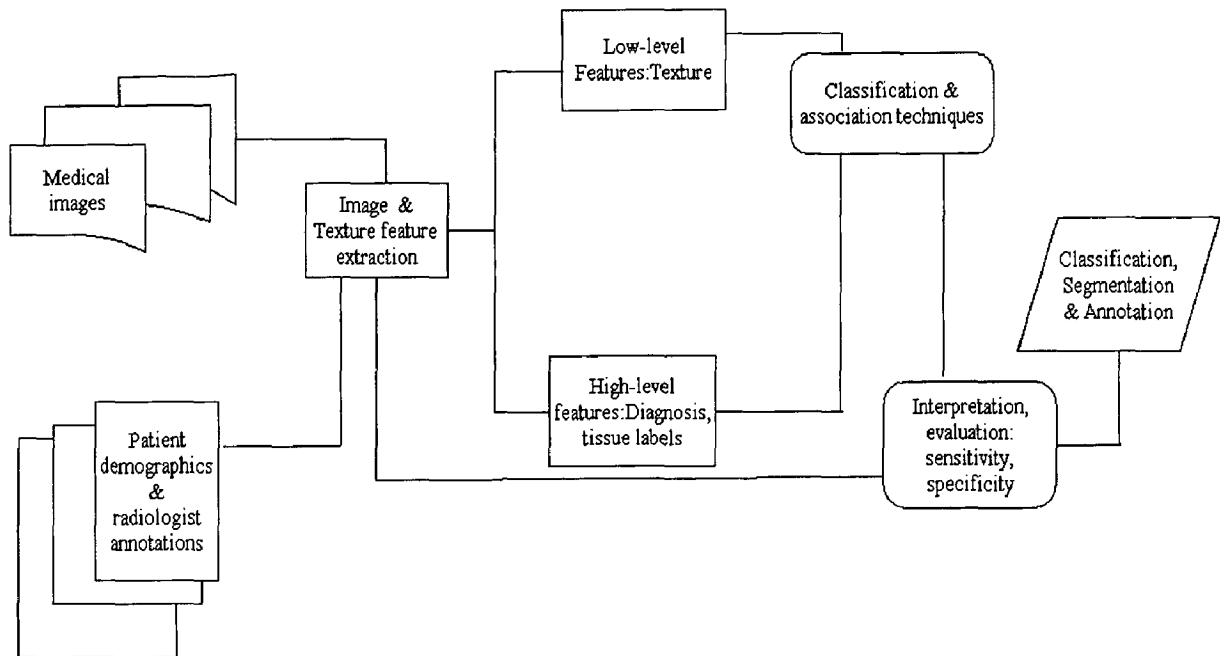 Medical
images
Image &
Texture feature
extraction
Patient
demographics
&
radiologist
annotations
Low-level
Features:Texture
High-level
features:Diagnosis,
tissue labels
Classification &
association techniques
Interpretation,
evaluation:
sensitivity,
specificity
Classification,
Segmentation
& Annotation